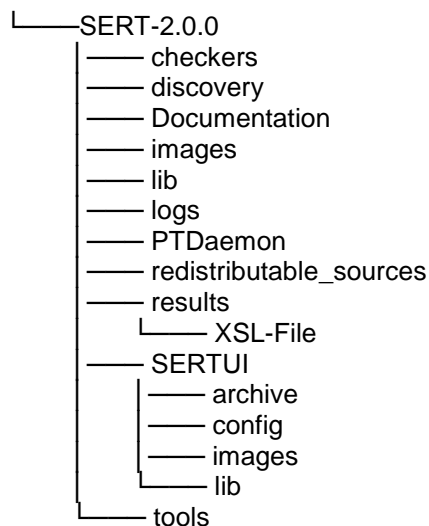 SERT-2.0.0
checkers
discovery
Documentation
images
lib
logs
PTDaemon
redistributable_sources
results
XSL-File
SERTUI
archive
config
images
lib
tools